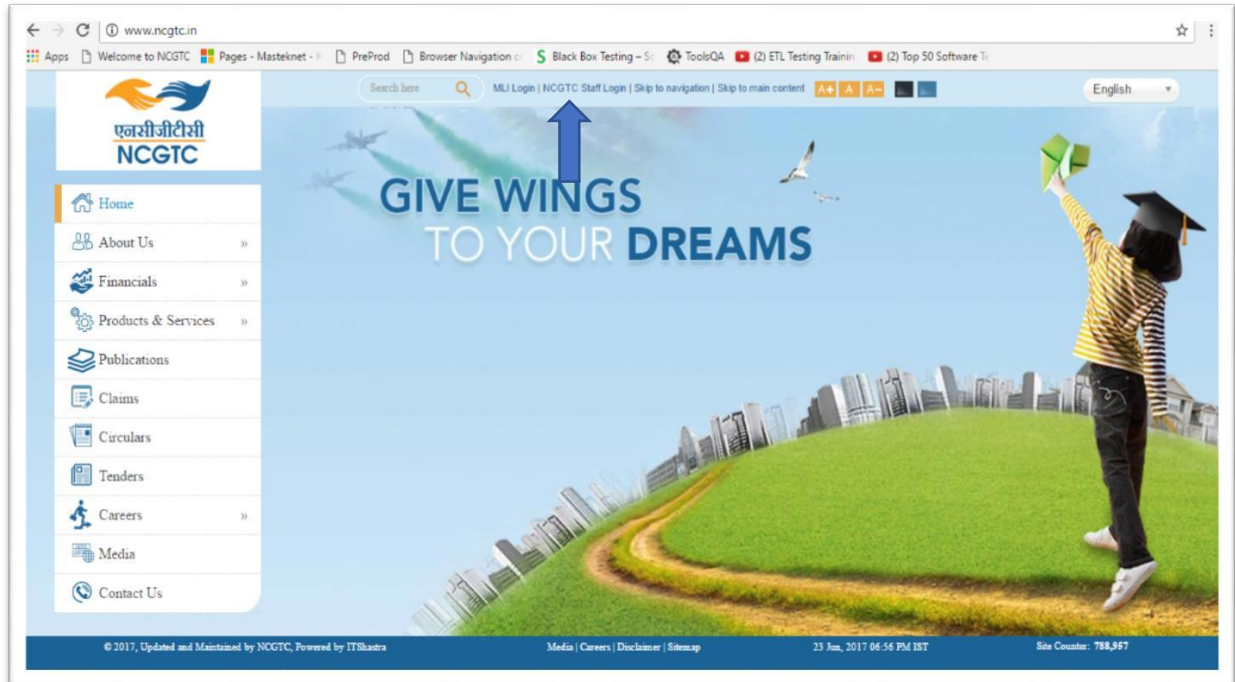 www.ncgtc.in
Apps Welcome to NCGTC Pages - Masteknet - H PreProd Browser Navigation c Black Box Testing – So ToolsQA (2) ETL Testing Trainin (2) Top 50 Software Te
एनसीजीटीसी
NCGTC
Search here MLI Login | NCGTC Staff Login | Skip to navigation | Skip to main content A+ A A- English
GIVE WINGS
TO YOUR DREAMS
Home
About Us »
Financials »
Products & Services »
Publications
Claims
Circulars
Tenders
Careers »
Media
Contact Us
© 2017, Updated and Maintained by NCGTC, Powered by ITShastra Media | Careers | Disclaimer | Sitemap 23 Jun, 2017 06:56 PM IST Site Counter: 788,957